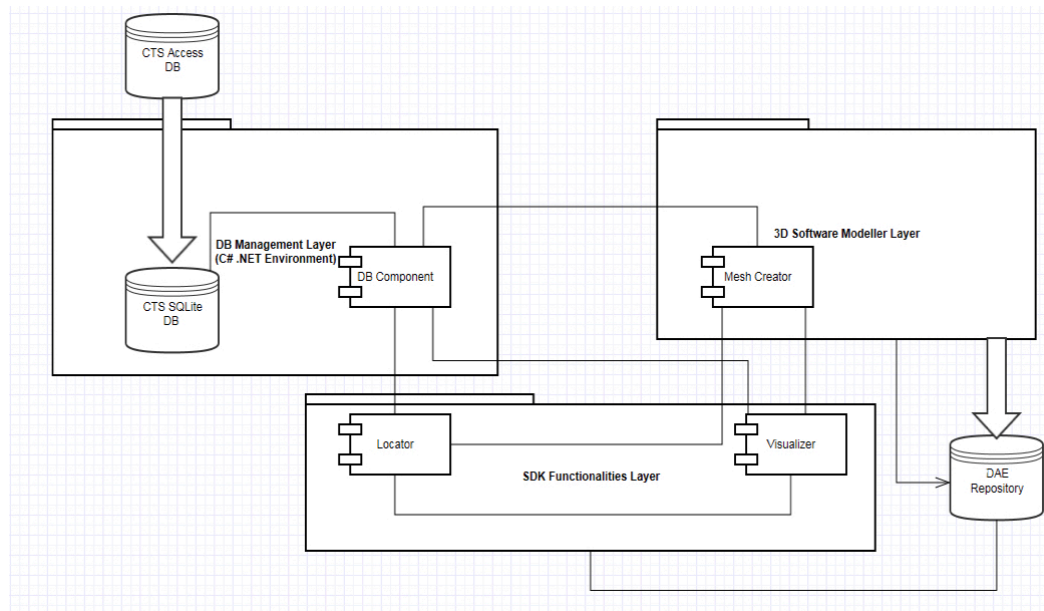 CTS Access
DB
DB Management Layer
(C# .NET Environment)
DB Component
CTS SQLite
DB
3D Software Modeller Layer
Mesh Creator
Locator
Visualizer
SDK Functionalities Layer
DAE
Repository